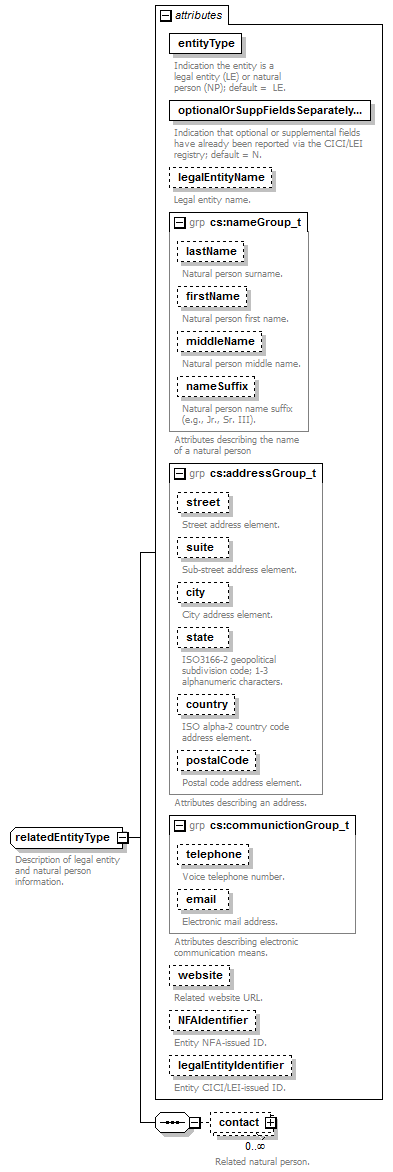 attributes
entityType
Indication the entity is a
legal entity (LE) or natural
person (NP); default =  LE.
optionalOrSuppFieldsSeparately...
Indication that optional or supplemental fields
have already been reported via the CICI/LEI
registry; default = N.
legalEntityName
Legal entity name.
grp cs:nameGroup_t
lastName
Natural person surname.
firstName
Natural person first name.
middleName
Natural person middle name.
nameSuffix
Natural person name suffix
(e.g., Jr., Sr. III).
Attributes describing the name
of a natural person
grp cs:addressGroup_t
street
Street address element.
suite
Sub-street address element.
city
City address element.
state
ISO3166-2 geopolitical
subdivision code; 1-3
alphanumeric characters.
country
ISO alpha-2 country code
address element.
postalCode
Postal code address element.
Attributes describing an address.
grp cs:communictionGroup_t
telephone
Voice telephone number.
email
Electronic mail address.
Attributes describing electronic
communication means.
website
Related website URL.
NFAIdentifier
Entity NFA-issued ID.
legalEntityIdentifier
Entity CICI/LEI-issued ID.
relatedEntityType
Description of legal entity
and natural person
information.
contact
0..∞
Related natural person.